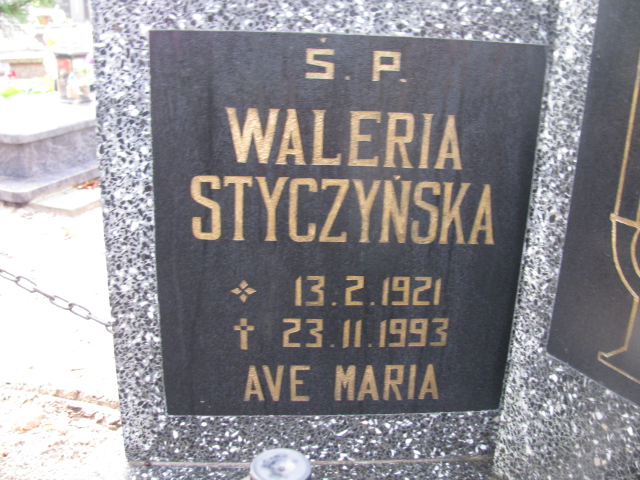 Ś. P.
WALERIA
STYCZYŃSKA
13.2.1921
✝ 23.11.1993
AVE MARIA